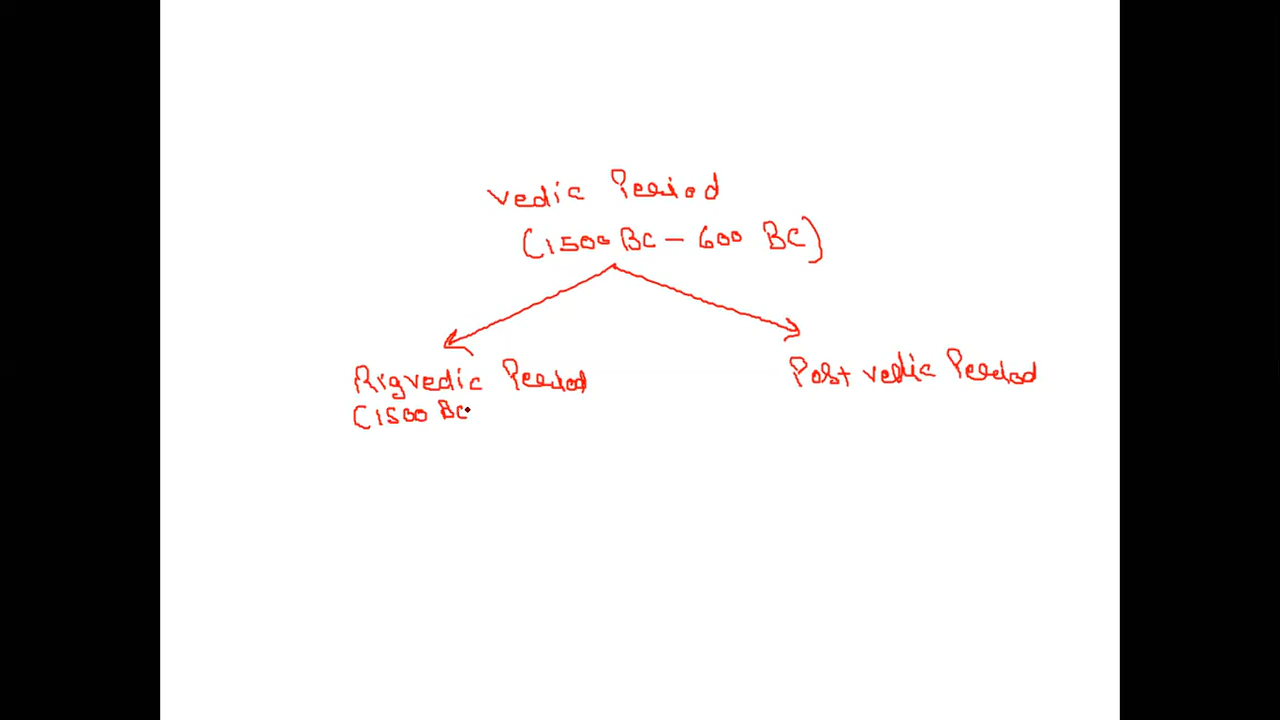 Vedic Period
(1500 BC - 600 BC)
Rigvedic Period
(1500 BC
Post vedic Period